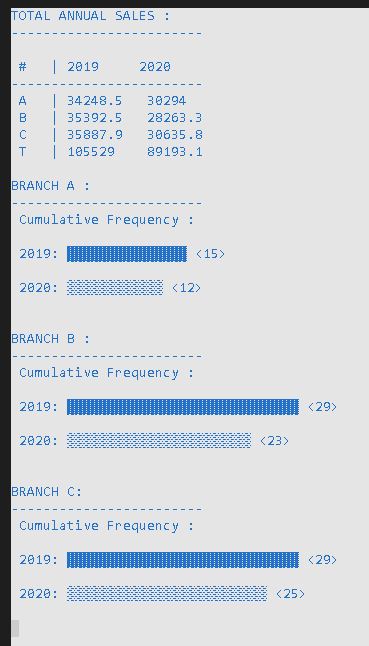 TOTAL ANNUAL SALES :
------------------------
# | 2019 2020
------------------------
A | 34248.5 30294
B | 35392.5 28263.3
C | 35887.9 30635.8
T | 105529 89193.1
BRANCH A :
------------------------
Cumulative Frequency :
2019: <15>
2020: <12>
BRANCH B :
------------------------
Cumulative Frequency :
2019: <29>
2020: <23>
BRANCH C:
------------------------
Cumulative Frequency :
2019: <29>
2020: <25>